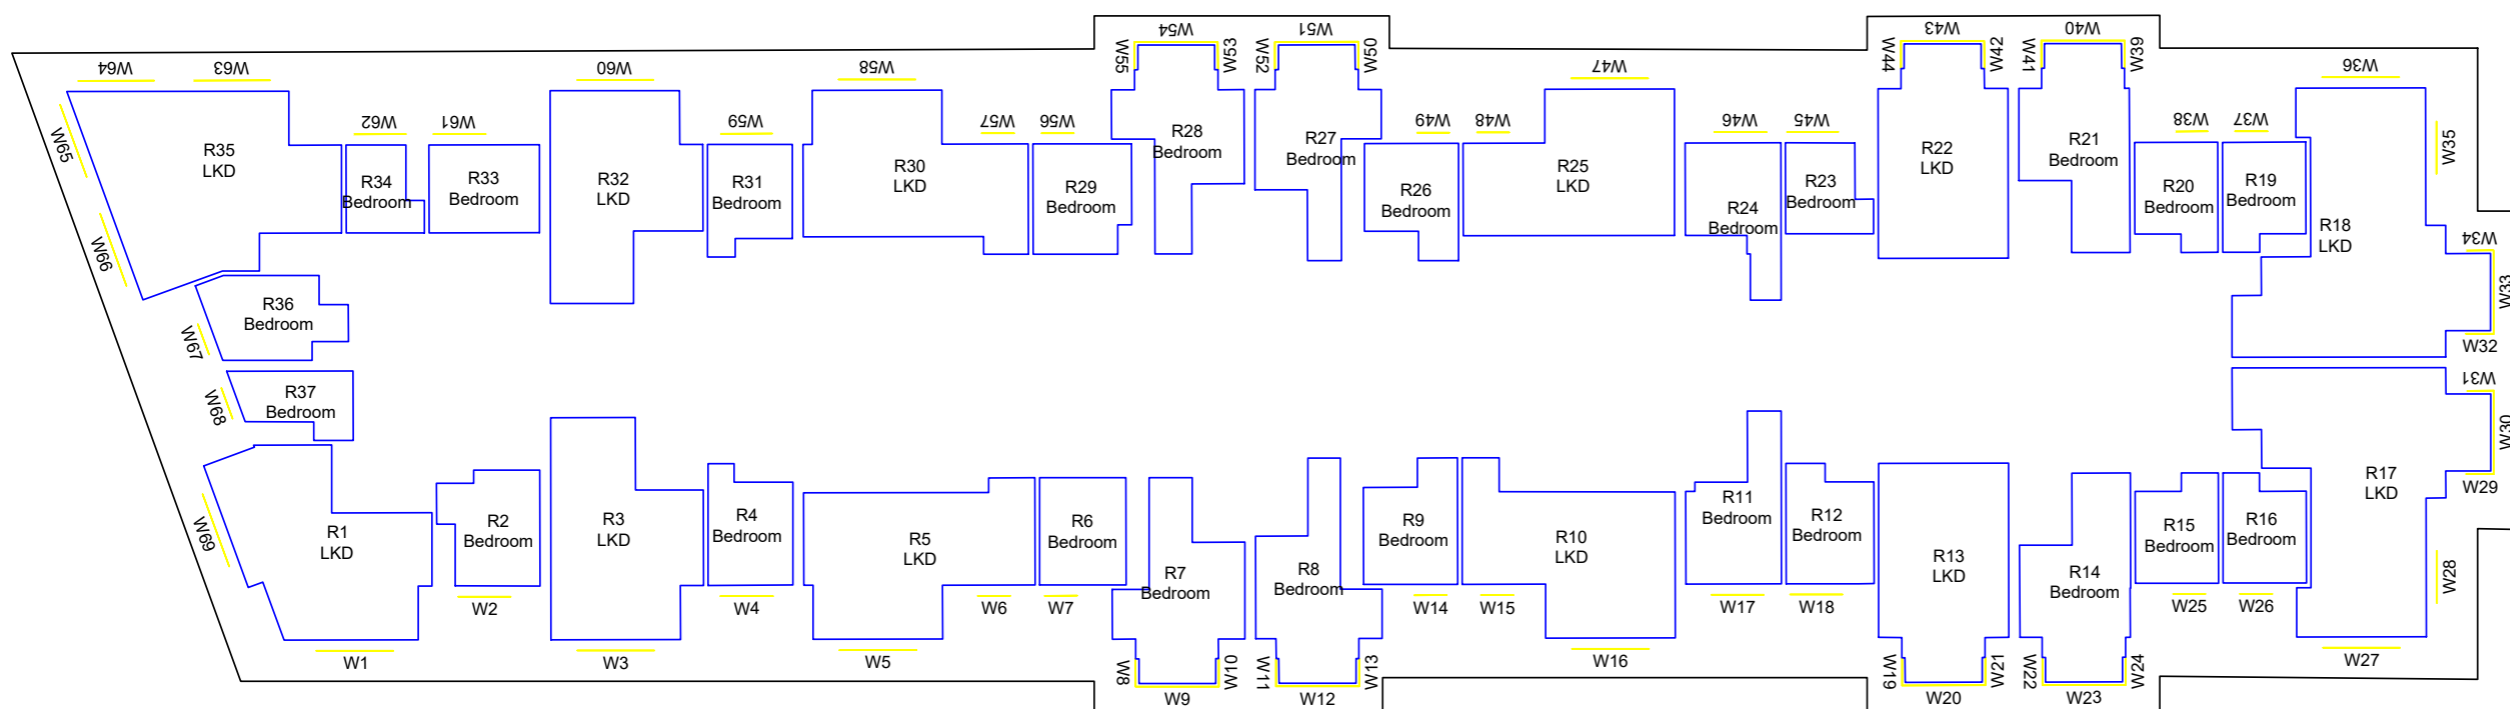 W64
W63
W60
W58
W55
W54
W53
W52
W51
W50
W47
W44
W43
W42
W41
W40
W39
W36
W65
W62
W61
W59
W57
W56
W49
W48
W46
W45
W38
W37
W35
R35
LKD
R34
Bedroom
R33
Bedroom
R32
LKD
R31
Bedroom
R30
LKD
R29
Bedroom
R28
Bedroom
R27
Bedroom
R26
Bedroom
R25
LKD
R24
Bedroom
R23
Bedroom
R22
LKD
R21
Bedroom
R20
Bedroom
R19
Bedroom
R18
LKD
W34
W33
W32
W66
R36
Bedroom
W67
R37
Bedroom
W68
W31
W30
W29
W69
R1
LKD
R2
Bedroom
R3
LKD
R4
Bedroom
R5
LKD
R6
Bedroom
R7
Bedroom
R8
Bedroom
R9
Bedroom
R10
LKD
R11
Bedroom
R12
Bedroom
R13
LKD
R14
Bedroom
R15
Bedroom
R16
Bedroom
R17
LKD
W28
W2
W4
W6
W7
W14
W15
W17
W18
W25
W26
W1
W3
W5
W8
W9
W10
W11
W12
W13
W16
W19
W20
W21
W22
W23
W24
W27